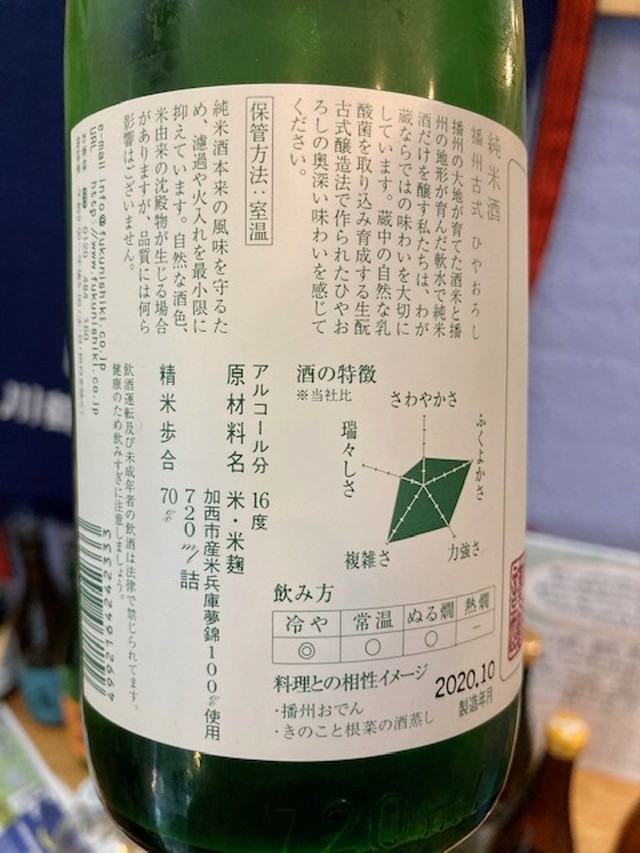 純米酒
播州古式 ひやおろし
播州の大地が育てた酒米と播
州の地形が育んだ軟水で純米
酒だけを醸す私たちは、わが
蔵ならではの味わいを大切に
しています。蔵中の自然な乳
酸菌を取り込み育成する生酛
古式醸造法で作られたひやお
ろしの奥深い味わいを感じて
ください。
保管方法：室温
純米酒本来の風味を守るた
め、濾過や火入れを最小限に
抑えています。自然な酒色、
米由来の沈殿物が生じる場合
がありますが、品質には何ら
影響はございません。
e-mail info@fukunishiki.co.jp
URL http://www.fukunishiki.co.jp
酒の特徴
※当社比
さわやかさ
ふくよかさ
力強さ
複雑さ
瑞々しさ
アルコール分 16度
原材料名 米・米麹
加西市産米兵庫夢錦100%使用
720ml詰
精米歩合 70%
飲酒運転及び未成年者の飲酒は法律で禁じられてます。
健康のため飲みすぎに注意しましょう。
飲み方
冷や 常温 ぬる燗 熱燗
◎ ○ ○ −
料理との相性イメージ
・播州おでん
・きのこと根菜の酒蒸し
2020.10
製造年月
4 992164 242333
720ml
川鶴